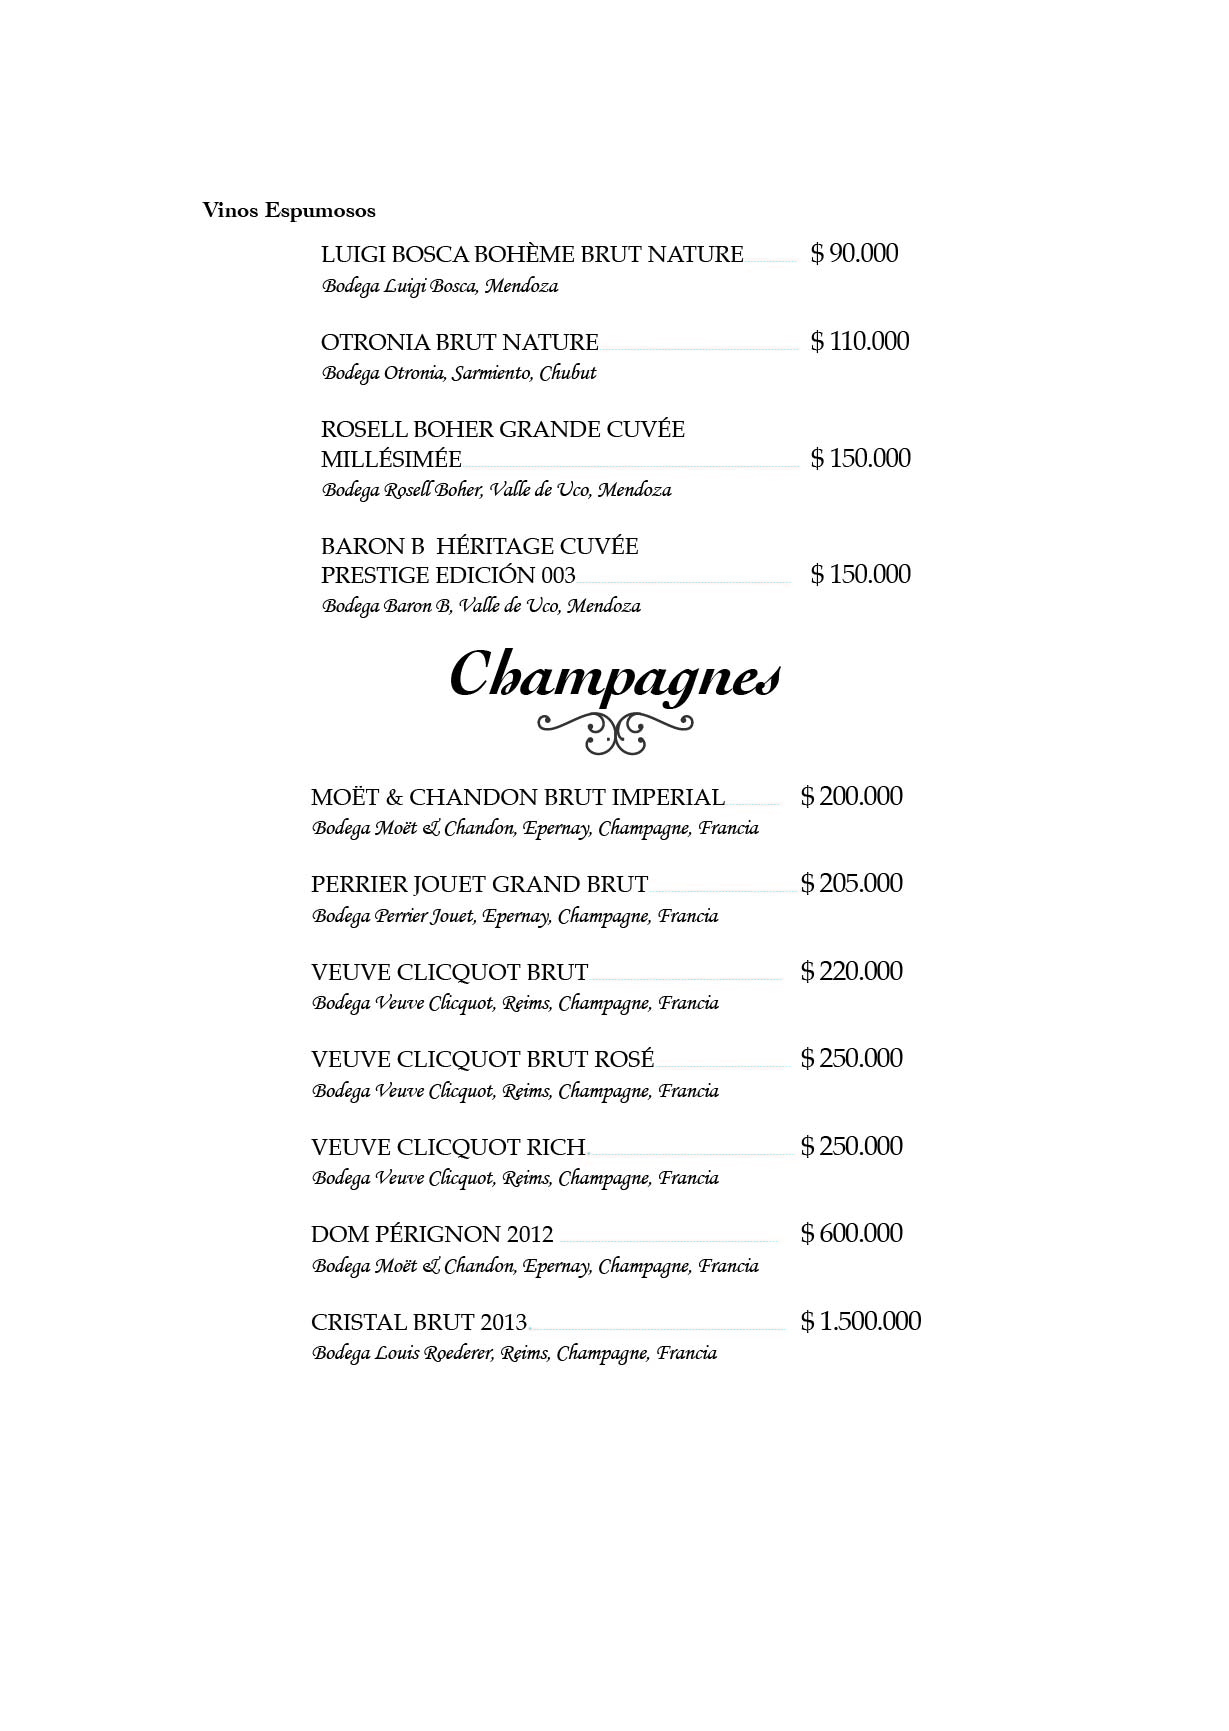 Vinos Espumosos
LUIGI BOSCA BOHÈME BRUT NATURE $ 90.000
Bodega Luigi Bosca, Mendoza
OTRONIA BRUT NATURE $ 110.000
Bodega Otronia, Sarmiento, Chubut
ROSELL BOHER GRANDE CUVÉE
MILLÉSIMÉE $ 150.000
Bodega Rosell Boher, Valle de Uco, Mendoza
BARON B HÉRITAGE CUVÉE
PRESTIGE EDICIÓN 003 $ 150.000
Bodega Baron B, Valle de Uco, Mendoza
Champagnes
MOËT & CHANDON BRUT IMPERIAL $ 200.000
Bodega Moët & Chandon, Epernay, Champagne, Francia
PERRIER JOUET GRAND BRUT $ 205.000
Bodega Perrier Jouet, Epernay, Champagne, Francia
VEUVE CLICQUOT BRUT $ 220.000
Bodega Veuve Clicquot, Reims, Champagne, Francia
VEUVE CLICQUOT BRUT ROSÉ $ 250.000
Bodega Veuve Clicquot, Reims, Champagne, Francia
VEUVE CLICQUOT RICH. $ 250.000
Bodega Veuve Clicquot, Reims, Champagne, Francia
DOM PÉRIGNON 2012 $ 600.000
Bodega Moët & Chandon, Epernay, Champagne, Francia
CRISTAL BRUT 2013 $ 1.500.000
Bodega Louis Roederer, Reims, Champagne, Francia